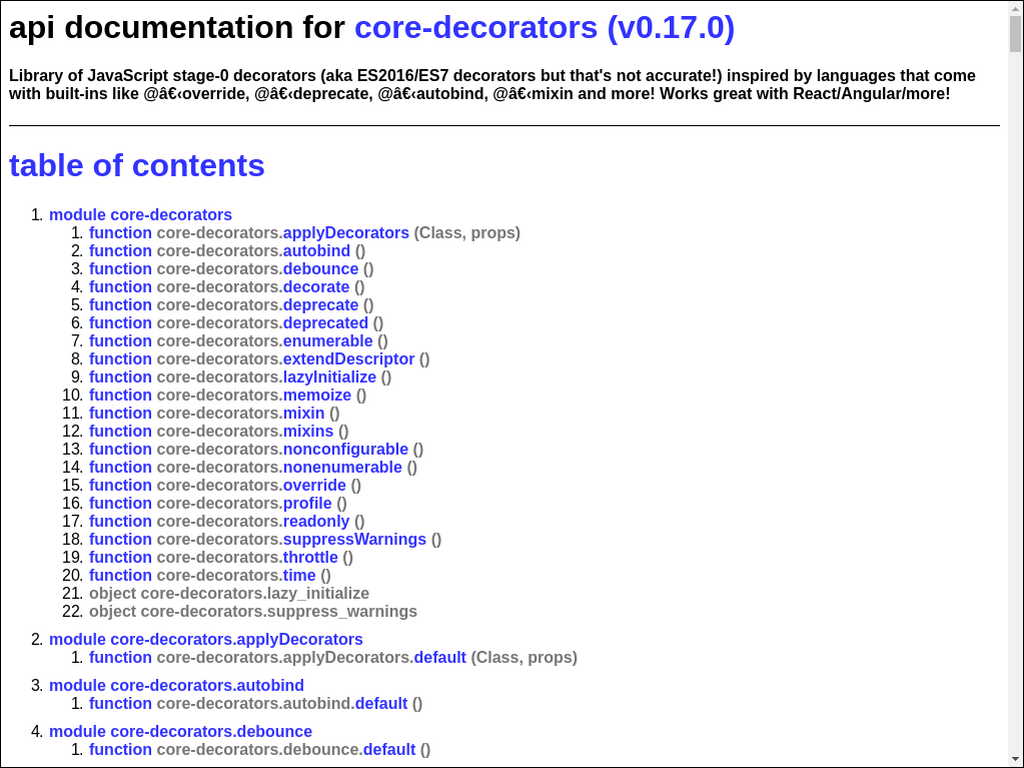 api documentation for core-decorators (v0.17.0)
Library of JavaScript stage-0 decorators (aka ES2016/ES7 decorators but that's not accurate!) inspired by languages that come
with built-ins like @â€‹override, @â€‹deprecate, @â€‹autobind, @â€‹mixin and more! Works great with React/Angular/more!
table of contents
1. module core-decorators
1. function core-decorators.applyDecorators (Class, props)
2. function core-decorators.autobind ()
3. function core-decorators.debounce ()
4. function core-decorators.decorate ()
5. function core-decorators.deprecate ()
6. function core-decorators.deprecated ()
7. function core-decorators.enumerable ()
8. function core-decorators.extendDescriptor ()
9. function core-decorators.lazyInitialize ()
10. function core-decorators.memoize ()
11. function core-decorators.mixin ()
12. function core-decorators.mixins ()
13. function core-decorators.nonconfigurable ()
14. function core-decorators.nonenumerable ()
15. function core-decorators.override ()
16. function core-decorators.profile ()
17. function core-decorators.readonly ()
18. function core-decorators.suppressWarnings ()
19. function core-decorators.throttle ()
20. function core-decorators.time ()
21. object core-decorators.lazy_initialize
22. object core-decorators.suppress_warnings
2. module core-decorators.applyDecorators
1. function core-decorators.applyDecorators.default (Class, props)
3. module core-decorators.autobind
1. function core-decorators.autobind.default ()
4. module core-decorators.debounce
1. function core-decorators.debounce.default ()